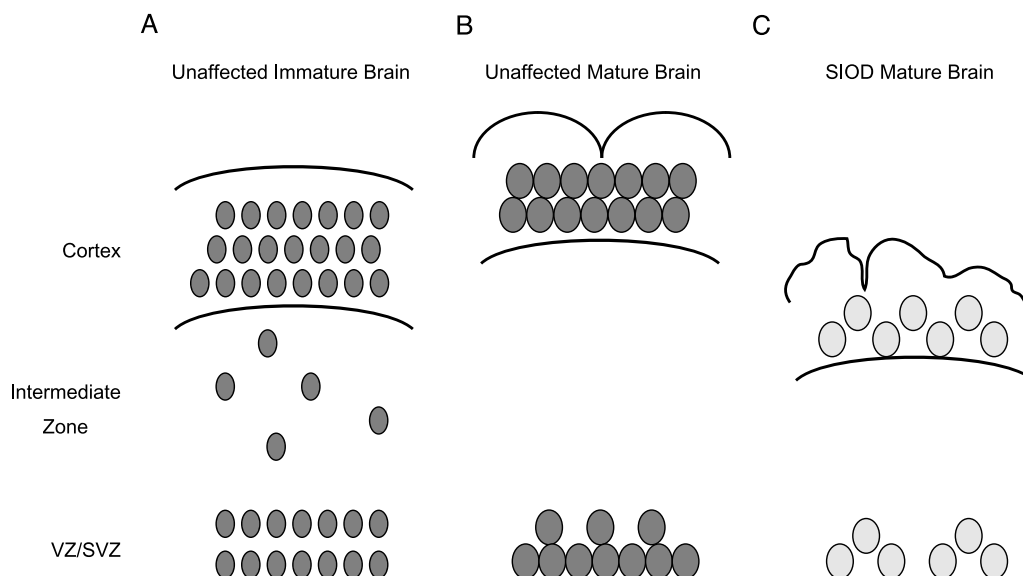 A
B
C
Unaffected Immature Brain
Unaffected Mature Brain
SIOD Mature Brain
Cortex
Intermediate
Zone
VZ/SVZ